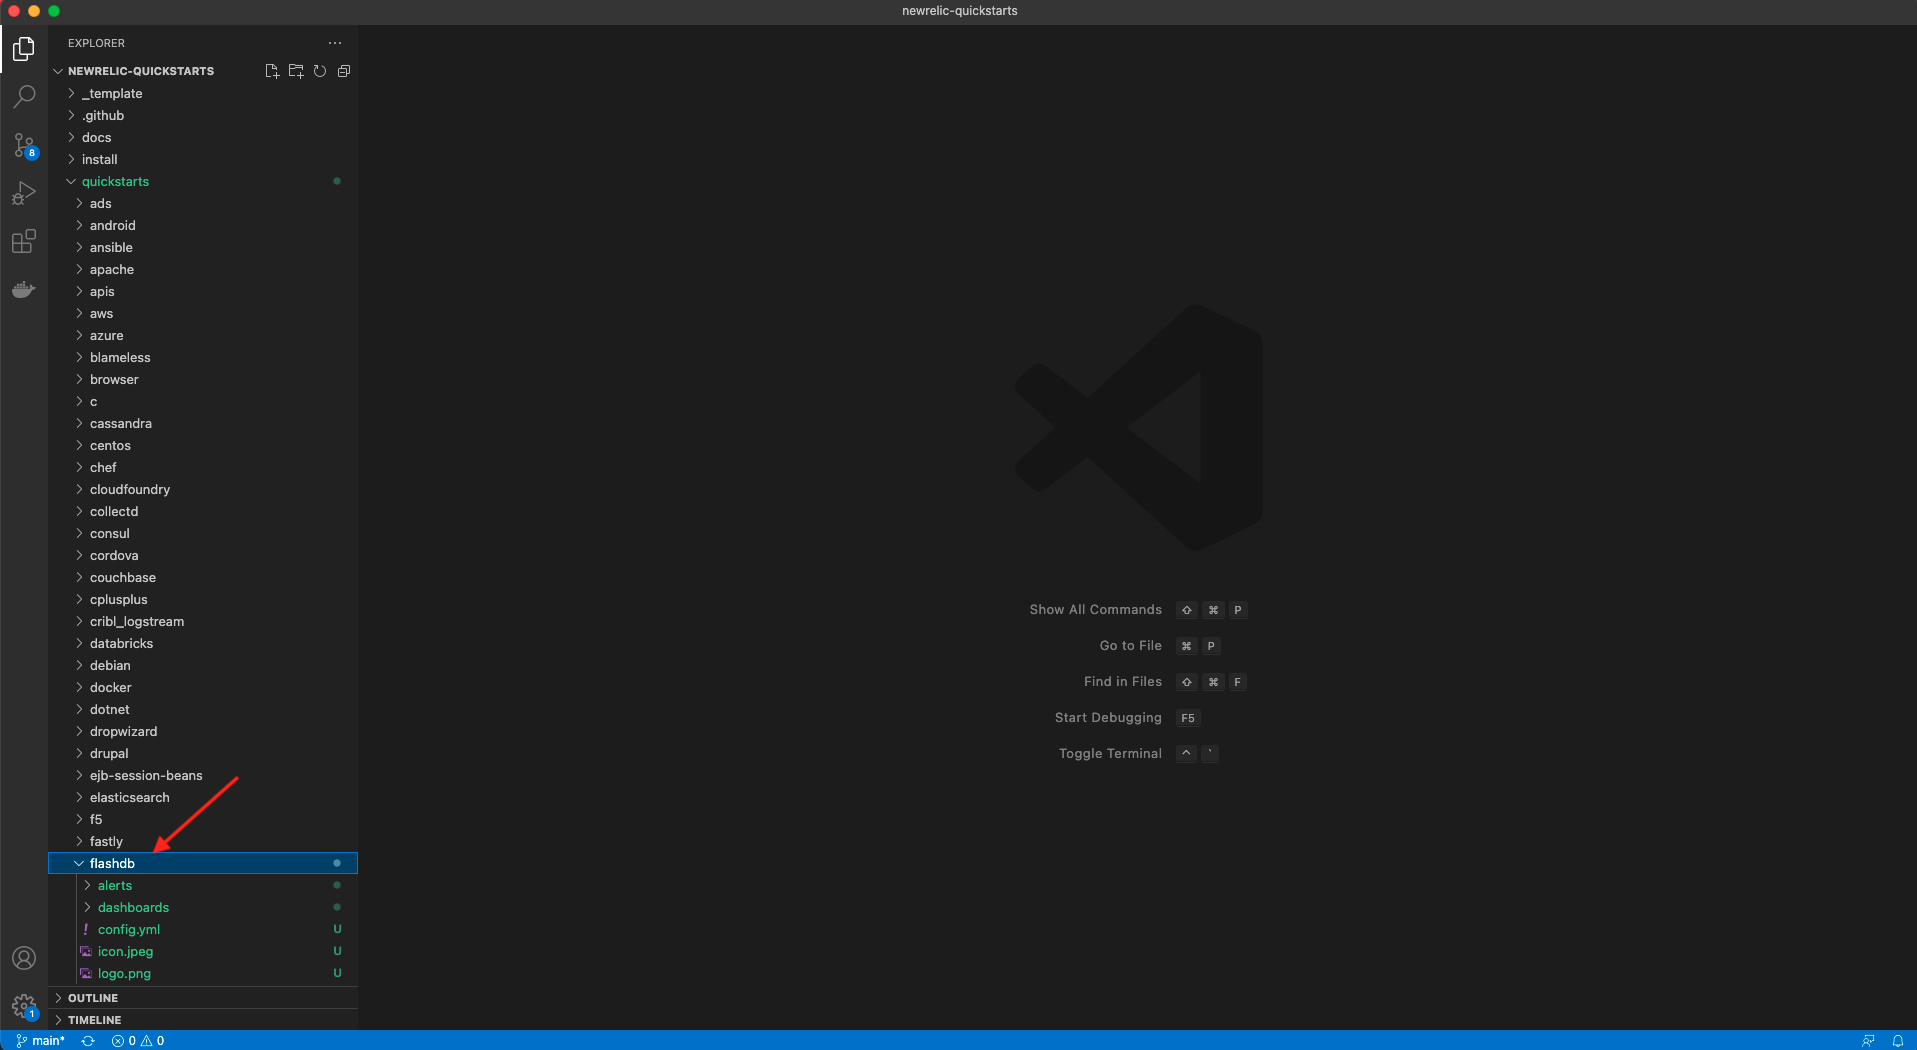 newrelic-quickstarts
EXPLORER
NEWRELIC-QUICKSTARTS
_template
.github
docs
install
quickstarts
ads
android
ansible
apache
apis
aws
azure
blameless
browser
c
cassandra
centos
chef
cloudfoundry
collectd
consul
cordova
couchbase
cplusplus
cribl_logstream
databricks
debian
docker
dotnet
dropwizard
drupal
ejb-session-beans
elasticsearch
f5
fastly
flashdb
alerts
dashboards
! config.yml U
icon.jpeg U
logo.png U
OUTLINE
TIMELINE
8
1
Show All Commands ⇧ ⌘ P
Go to File ⌘ P
Find in Files ⇧ ⌘ F
Start Debugging F5
Toggle Terminal ^ `
main* 0 0